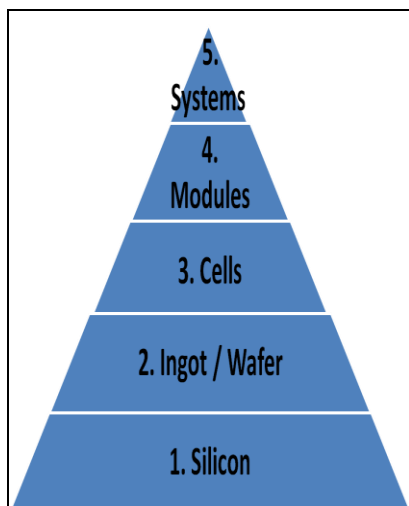 5.
Systems
4.
Modules
3. Cells
2. Ingot / Wafer
1. Silicon